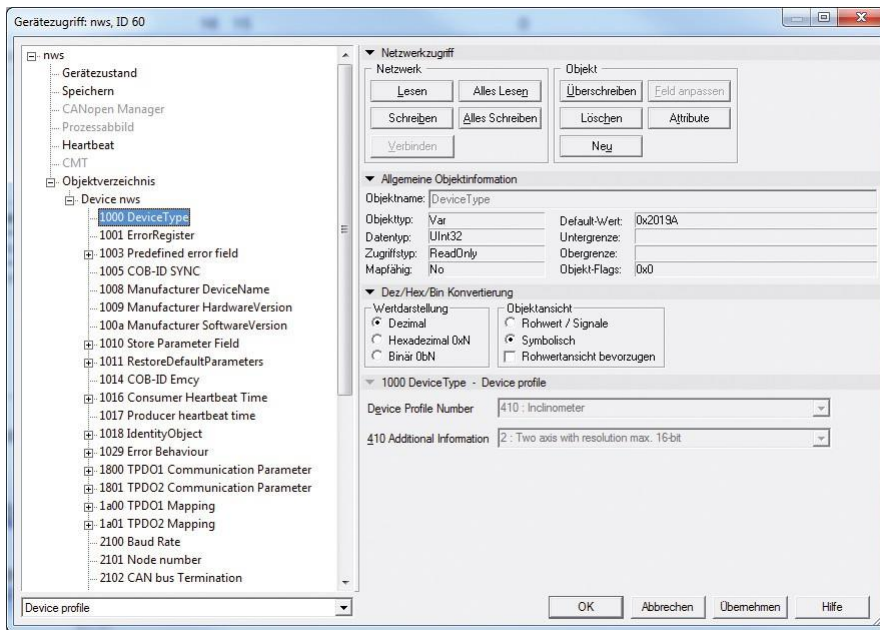 Gerätezugriff: nws, ID 60
nws
Gerätezustand
Speichern
CANopen Manager
Prozessabbild
Heartbeat
CMT
Objektverzeichnis
Device nws
1000 DeviceType
1001 ErrorRegister
1003 Predefined error field
1005 COB-ID SYNC
1008 Manufacturer DeviceName
1009 Manufacturer HardwareVersion
100a Manufacturer SoftwareVersion
1010 Store Parameter Field
1011 RestoreDefaultParameters
1014 COB-ID Emcy
1016 Consumer Heartbeat Time
1017 Producer heartbeat time
1018 IdentityObject
1029 Error Behaviour
1800 TPDO1 Communication Parameter
1801 TPDO2 Communication Parameter
1a00 TPDO1 Mapping
1a01 TPDO2 Mapping
2100 Baud Rate
2101 Node number
2102 CAN bus Termination
Device profile
Netzwerkzugriff
Netzwerk
Lesen Alles Lesen
Schreiben Alles Schreiben
Verbinden
Objekt
Überschreiben Feld anpassen
Löschen Attribute
Neu
Allgemeine Objektinformation
Objektname: DeviceType
Objekttyp: Var Default-Wert: 0x2019A
Datentyp: UInt32 Untergrenze:
Zugriffstyp: ReadOnly Obergrenze:
Mapfähig: No Objekt-Flags: 0x0
Dez/Hex/Bin Konvertierung
Wertdarstellung
Dezimal
Hexadezimal 0xN
Binär 0bN
Objektansicht
Rohwert / Signale
Symbolisch
Rohwertansicht bevorzugen
1000 DeviceType - Device profile
Device Profile Number 410 : Inclinometer
410 Additional Information 2 : Two axis with resolution max. 16-bit
OK Abbrechen Übernehmen Hilfe